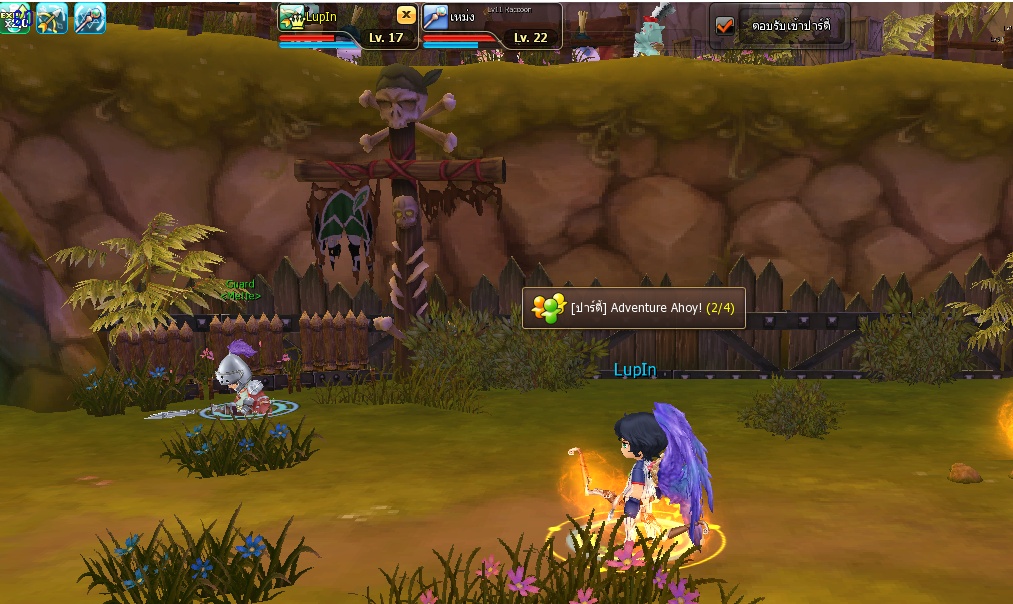 LupIn
Lv. 17
เหม่ง
Lv. 22
ตอบรับเข้าปาร์ตี้
Guard
[ปาร์ตี้] Adventure Ahoy! (2/4)
LupIn